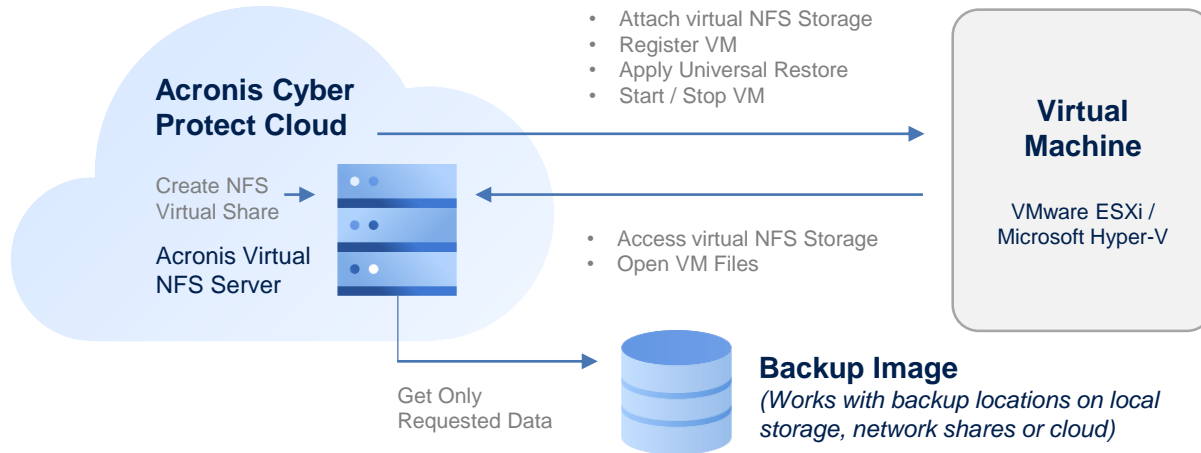 • Attach virtual NFS Storage
• Register VM
• Apply Universal Restore
• Start / Stop VM
Acronis Cyber
Protect Cloud
Create NFS
Virtual Share
Acronis Virtual
NFS Server
• Access virtual NFS Storage
• Open VM Files
Virtual
Machine
VMware ESXi /
Microsoft Hyper-V
Get Only
Requested Data
Backup Image
(Works with backup locations on local
storage, network shares or cloud)